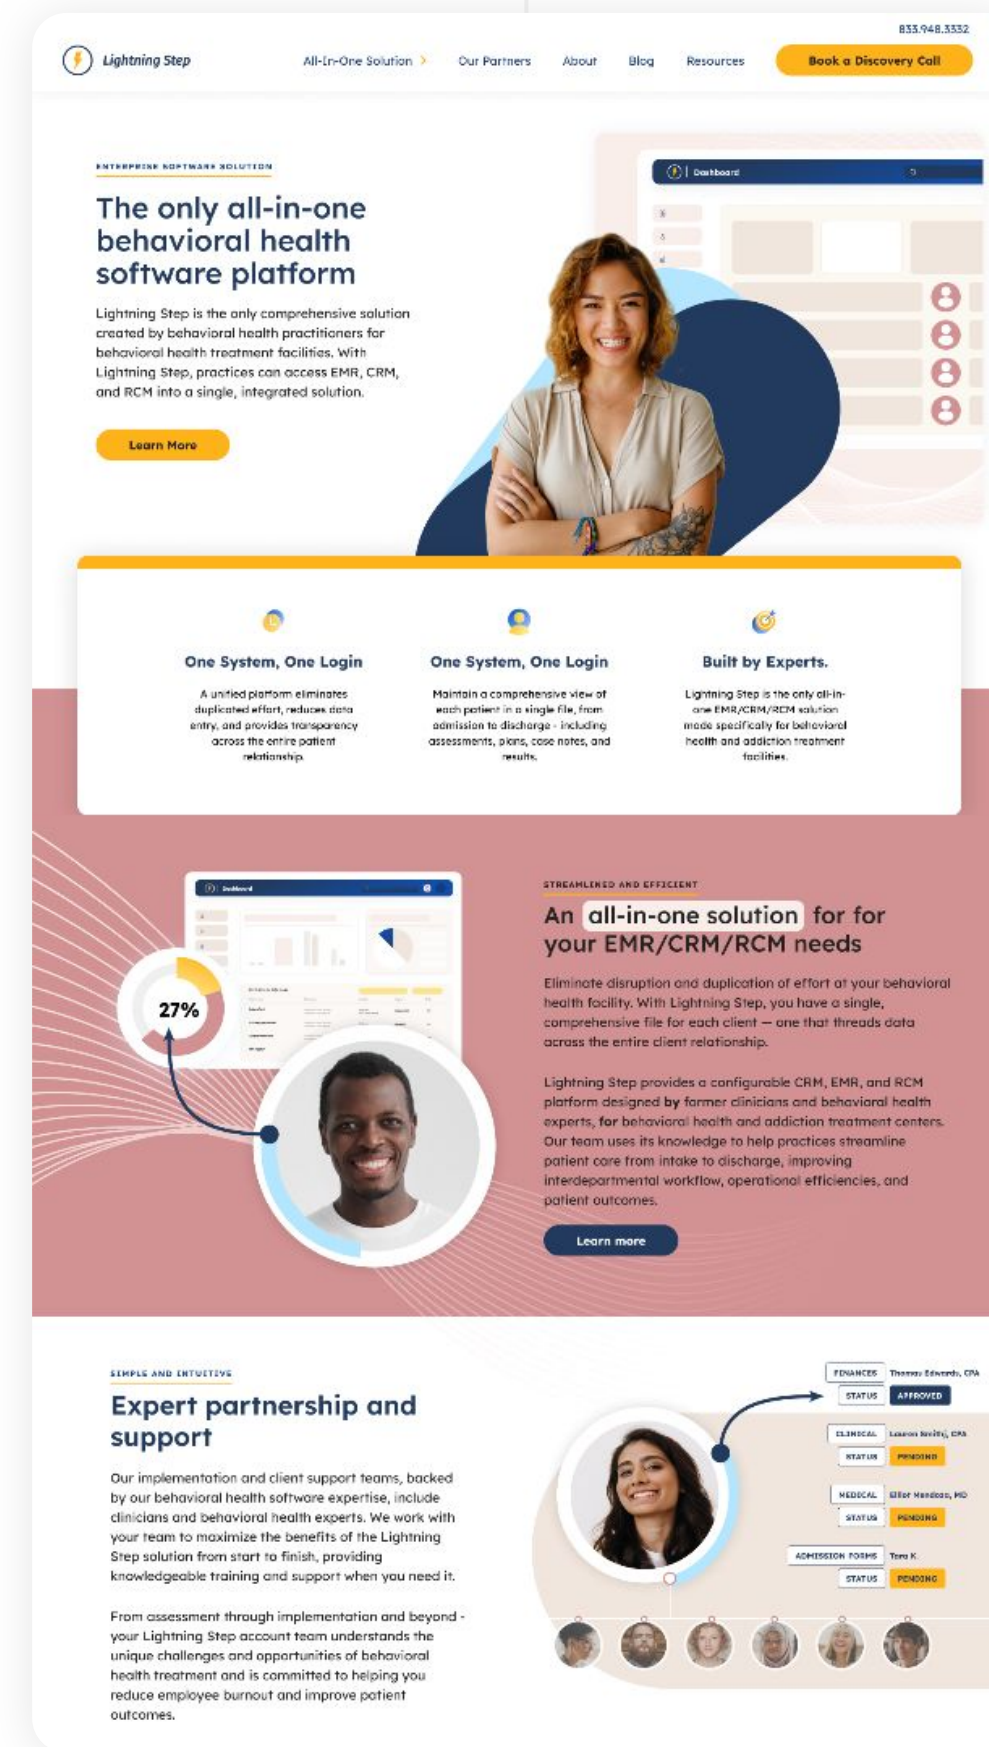 833.948.3332
Lightning Step
All-In-One Solution
Our Partners
About
Blog
Resources
Book a Discovery Call
ENTERPRISE SOFTWARE SOLUTION
The only all-in-one
behavioral health
software platform
Lightning Step is the only comprehensive solution
created by behavioral health practitioners for
behavioral health treatment facilities. With
Lightning Step, practices can access EMR, CRM,
and RCM into a single, integrated solution.
Learn More
Dashboard
One System, One Login
A unified platform eliminates
duplicated effort, reduces data
entry, and provides transparency
across the entire patient
relationship.
One System, One Login
Maintain a comprehensive view of
each patient in a single file, from
admission to discharge - including
assessments, plans, case notes, and
results.
Built by Experts.
Lightning Step is the only all-in-
one EMR/CRM/RCM solution
made specifically for behavioral
health and addiction treatment
facilities.
Dashboard
27%
STREAMLINED AND EFFICIENT
An all-in-one solution for for
your EMR/CRM/RCM needs
Eliminate disruption and duplication of effort at your behavioral
health facility. With Lightning Step, you have a single,
comprehensive file for each client — one that threads data
across the entire client relationship.
Lightning Step provides a configurable CRM, EMR, and RCM
platform designed by former clinicians and behavioral health
experts, for behavioral health and addiction treatment centers.
Our team uses its knowledge to help practices streamline
patient care from intake to discharge, improving
interdepartmental workflow, operational efficiencies, and
patient outcomes.
Learn more
SIMPLE AND INTUITIVE
Expert partnership and
support
Our implementation and client support teams, backed
by our behavioral health software expertise, include
clinicians and behavioral health experts. We work with
your team to maximize the benefits of the Lightning
Step solution from start to finish, providing
knowledgeable training and support when you need it.
From assessment through implementation and beyond -
your Lightning Step account team understands the
unique challenges and opportunities of behavioral
health treatment and is committed to helping you
reduce employee burnout and improve patient
outcomes.
FINANCES Thomas Edwards, CPA
STATUS APPROVED
CLINICAL Lauren Smithj, CPA
STATUS PENDING
MEDICAL Elliot Mendoza, MD
STATUS PENDING
ADMISSION FORMS Tara K.
STATUS PENDING